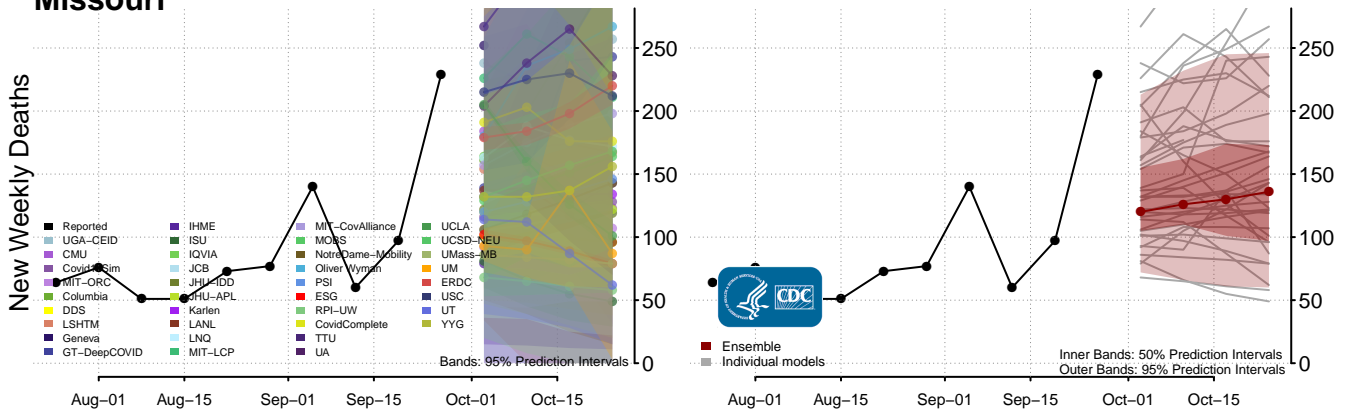 Missouri
New Weekly Deaths
Reported
UGA−CEID
CMU
Covid19Sim
MIT−ORC
Columbia
DDS
LSHTM
Geneva
GT−DeepCOVID
IHME
ISU
IQVIA
JCB
JHU−IDD
JHU−APL
Karlen
LANL
LNQ
MIT−LCP
MIT−CovAlliance
MOBS
NotreDame−Mobility
Oliver Wyman
PSI
ESG
RPI−UW
CovidComplete
TTU
UA
UCLA
UCSD−NEU
UMass−MB
UM
ERDC
USC
UT
YYG
Bands: 95% Prediction Intervals
250
200
150
100
50
0
Aug−01 Aug−15 Sep−01 Sep−15 Oct−01 Oct−15
CDC
Ensemble
Individual models
Inner Bands: 50% Prediction Intervals
Outer Bands: 95% Prediction Intervals
250
200
150
100
50
0
Aug−01 Aug−15 Sep−01 Sep−15 Oct−01 Oct−15